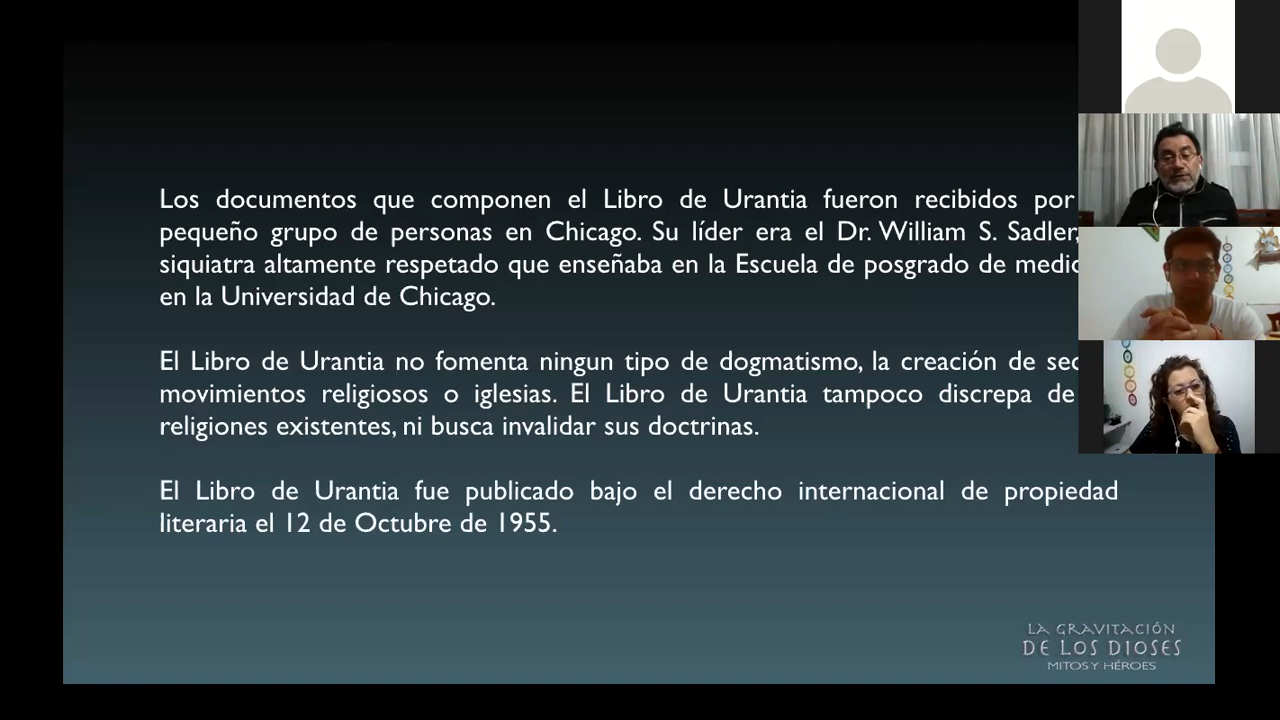 Los documentos que componen el Libro de Urantia fueron recibidos por
pequeño grupo de personas en Chicago. Su líder era el Dr. William S. Sadler,
siquiatra altamente respetado que enseñaba en la Escuela de posgrado de medic
en la Universidad de Chicago.
El Libro de Urantia no fomenta ningun tipo de dogmatismo, la creación de sec
movimientos religiosos o iglesias. El Libro de Urantia tampoco discrepa de
religiones existentes, ni busca invalidar sus doctrinas.
El Libro de Urantia fue publicado bajo el derecho internacional de propiedad
literaria el 12 de Octubre de 1955.
LA GRAVITACIÓN
DE LOS DIOSES
MITOS Y HÉROES